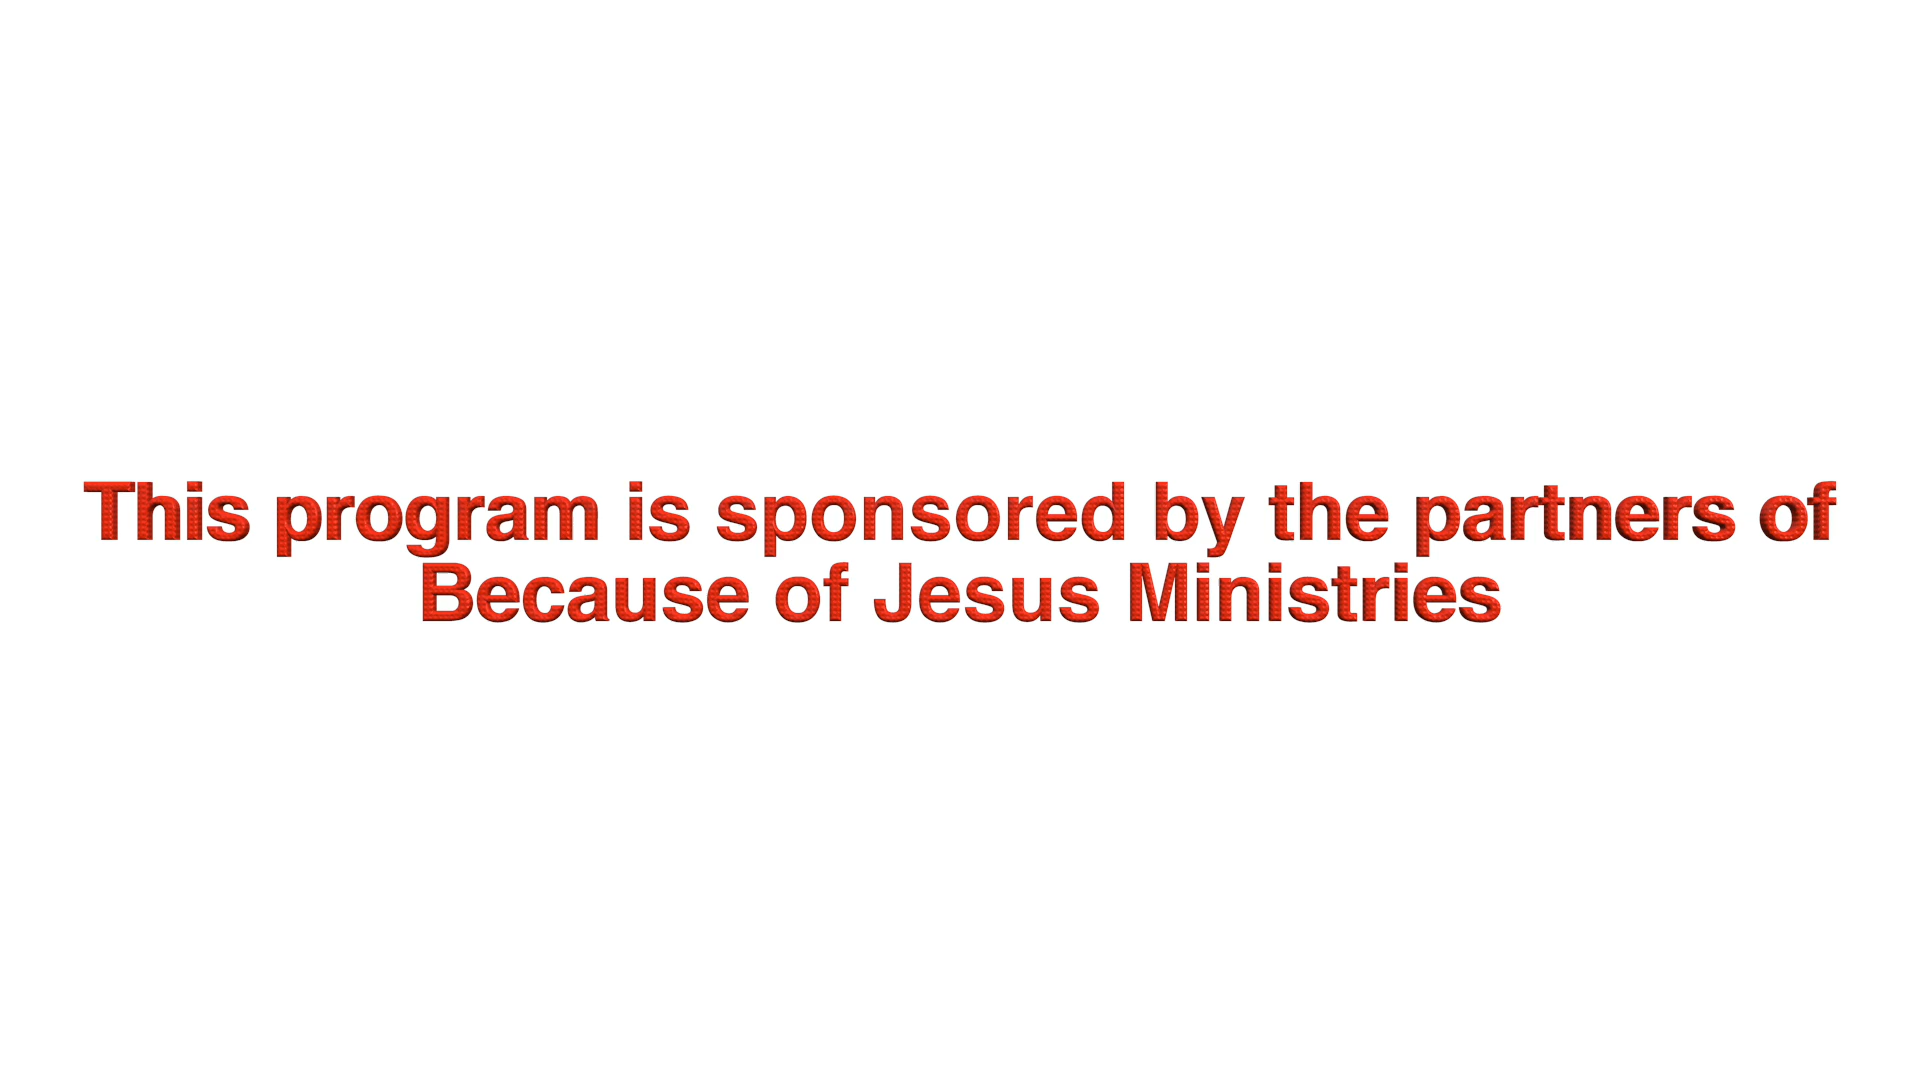 This program is sponsored by the partners of
Because of Jesus Ministries